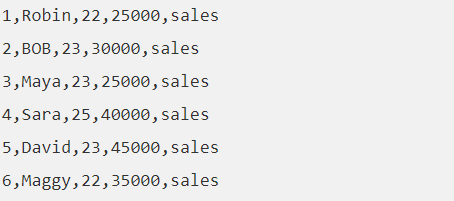 1,Robin,22,25000,sales
2,BOB,23,30000,sales
3,Maya,23,25000,sales
4,Sara,25,40000,sales
5,David,23,45000,sales
6,Maggy,22,35000,sales